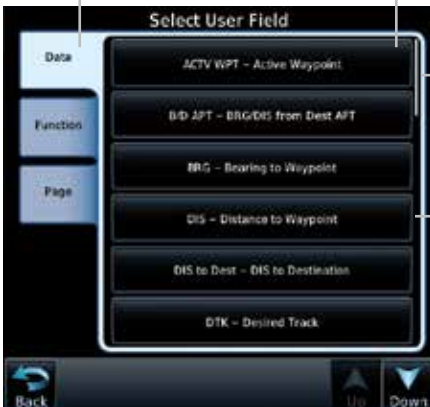 Select User Field
Data
Function
Page
ACTV WPT – Active Waypoint
B/D APT – BRG/DIS from Dest APT
BRG – Bearing to Waypoint
DIS – Distance to Waypoint
DIS to Dest – DIS to Destination
DTK – Desired Track
Back
Up
Down